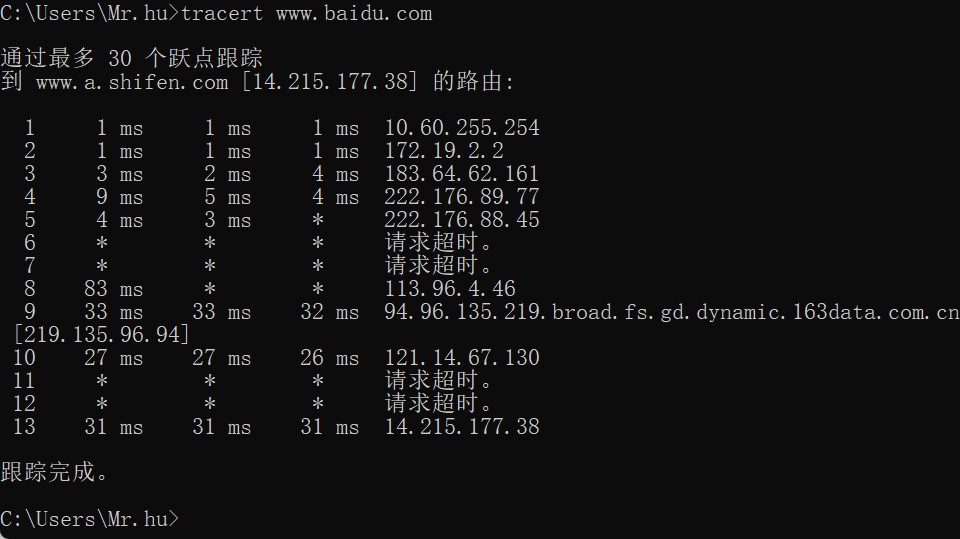 C:\Users\Mr.hu>tracert www.baidu.com
通过最多 30 个跃点跟踪
到 www.a.shifen.com [14.215.177.38] 的路由:
1 1 ms 1 ms 1 ms 10.60.255.254
2 1 ms 1 ms 1 ms 172.19.2.2
3 3 ms 2 ms 4 ms 183.64.62.161
4 9 ms 5 ms 4 ms 222.176.89.77
5 4 ms 3 ms * 222.176.88.45
6 * * * 请求超时。
7 * * * 请求超时。
8 83 ms * * 113.96.4.46
9 33 ms 33 ms 32 ms 94.96.135.219.broad.fs.gd.dynamic.163data.com.cn
[219.135.96.94]
10 27 ms 27 ms 26 ms 121.14.67.130
11 * * * 请求超时。
12 * * * 请求超时。
13 31 ms 31 ms 31 ms 14.215.177.38
跟踪完成。
C:\Users\Mr.hu>